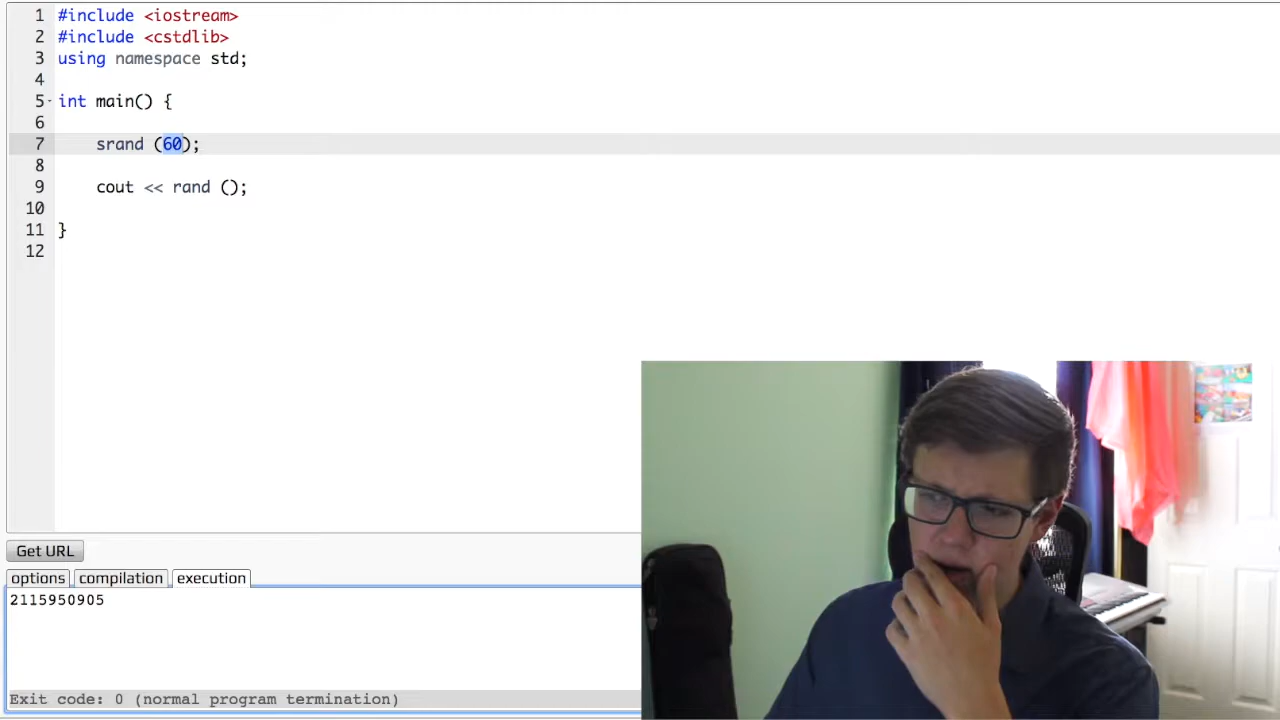 1 #include <iostream>
2 #include <cstdlib>
3 using namespace std;
4
5 int main() {
6
7 srand (60);
8
9 cout << rand ();
10
11 }
12
Get URL
options compilation execution
2115950905
Exit code: 0 (normal program termination)